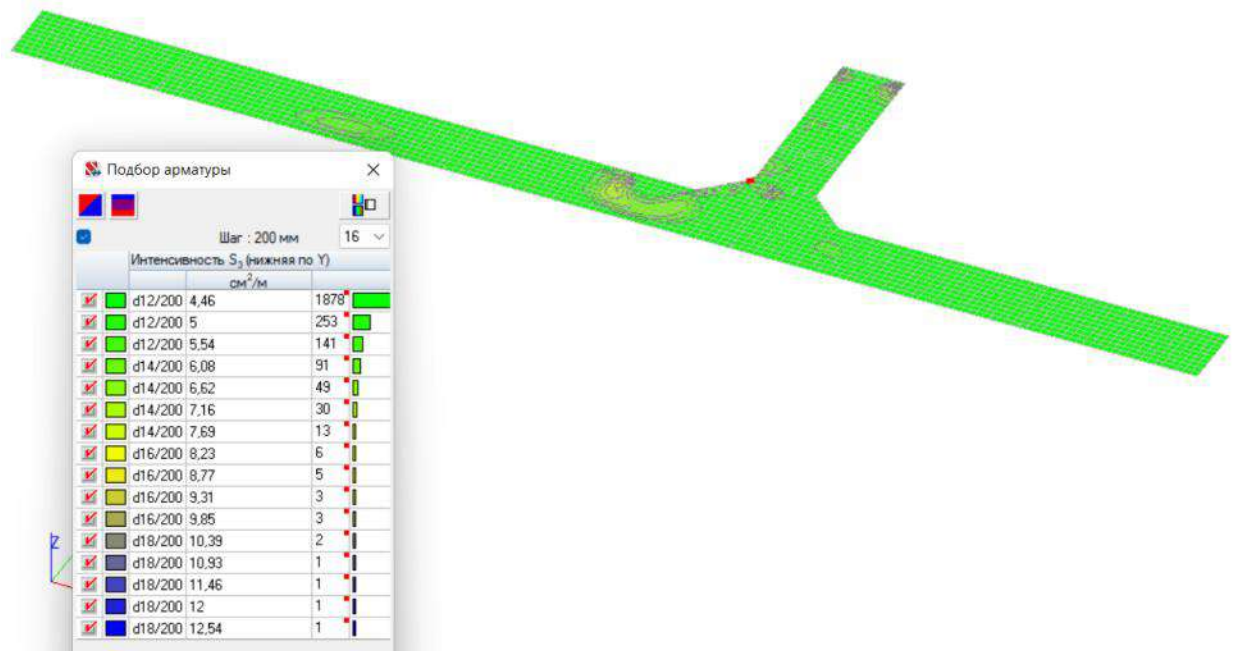 Подбор арматуры
Шаг : 200 мм 16
Интенсивность S3 (нижняя по Y)
см2/м
d12/200 4,46 1878
d12/200 5 253
d12/200 5,54 141
d14/200 6,08 91
d14/200 6,62 49
d14/200 7,16 30
d14/200 7,69 13
d16/200 8,23 6
d16/200 8,77 5
d16/200 9,31 3
d16/200 9,85 3
d18/200 10,39 2
d18/200 10,93 1
d18/200 11,46 1
d18/200 12 1
d18/200 12,54 1
Z